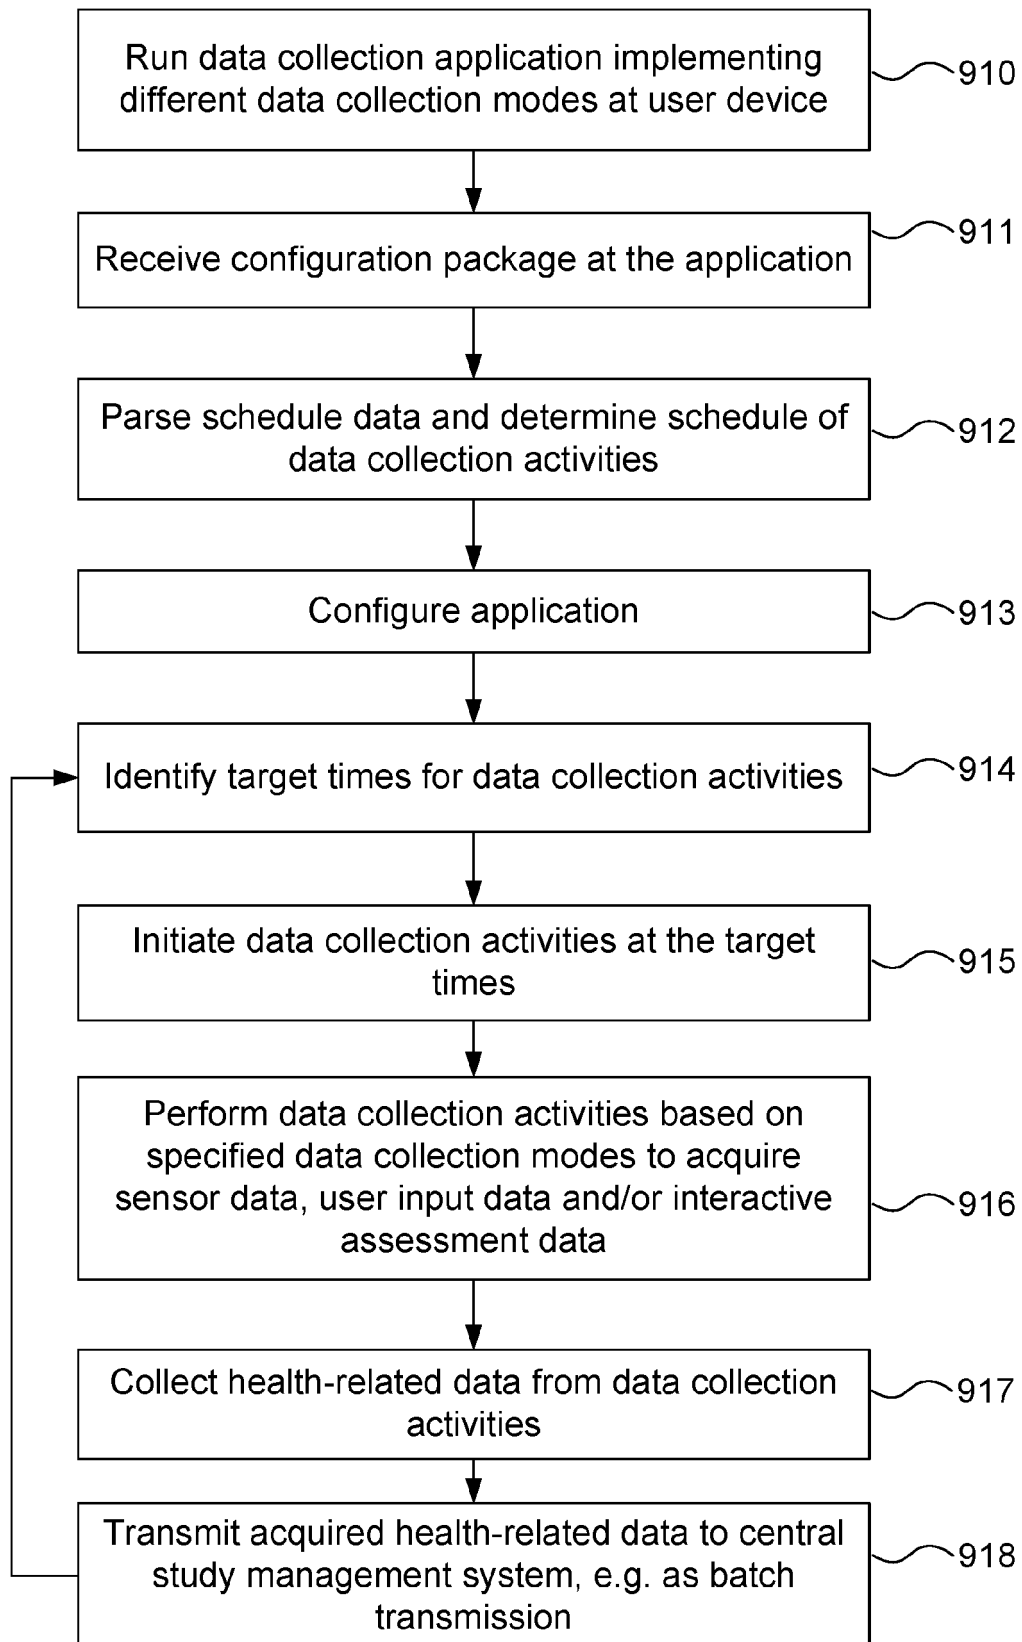 Run data collection application implementing
different data collection modes at user device
910
Receive configuration package at the application
911
Parse schedule data and determine schedule of
data collection activities
912
Configure application
913
Identify target times for data collection activities
914
Initiate data collection activities at the target
times
915
Perform data collection activities based on
specified data collection modes to acquire
sensor data, user input data and/or interactive
assessment data
916
Collect health-related data from data collection
activities
917
Transmit acquired health-related data to central
study management system, e.g. as batch
transmission
918